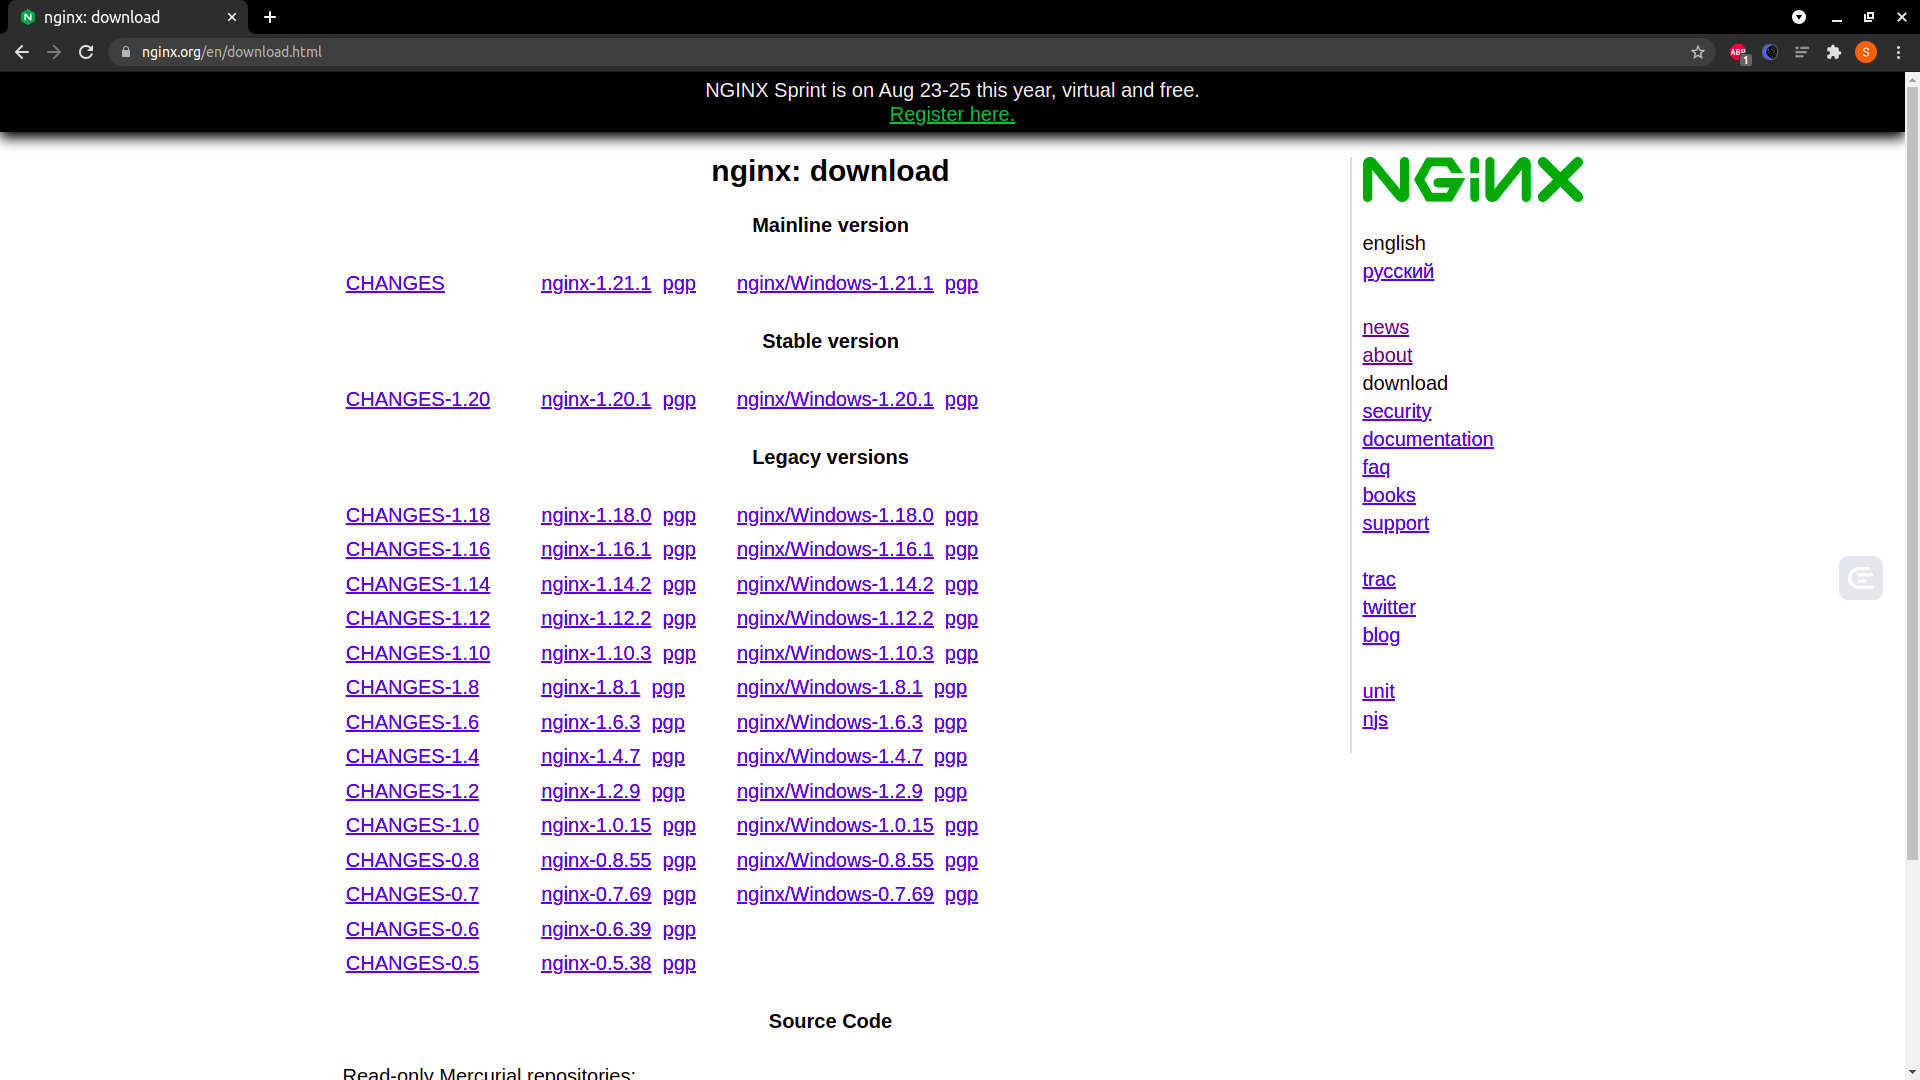 nginx: download
nginx.org/en/download.html
ABP
1
S
NGINX Sprint is on Aug 23-25 this year, virtual and free.
Register here.
nginx: download
Mainline version
CHANGES nginx-1.21.1 pgp nginx/Windows-1.21.1 pgp
Stable version
CHANGES-1.20 nginx-1.20.1 pgp nginx/Windows-1.20.1 pgp
Legacy versions
CHANGES-1.18 nginx-1.18.0 pgp nginx/Windows-1.18.0 pgp
CHANGES-1.16 nginx-1.16.1 pgp nginx/Windows-1.16.1 pgp
CHANGES-1.14 nginx-1.14.2 pgp nginx/Windows-1.14.2 pgp
CHANGES-1.12 nginx-1.12.2 pgp nginx/Windows-1.12.2 pgp
CHANGES-1.10 nginx-1.10.3 pgp nginx/Windows-1.10.3 pgp
CHANGES-1.8 nginx-1.8.1 pgp nginx/Windows-1.8.1 pgp
CHANGES-1.6 nginx-1.6.3 pgp nginx/Windows-1.6.3 pgp
CHANGES-1.4 nginx-1.4.7 pgp nginx/Windows-1.4.7 pgp
CHANGES-1.2 nginx-1.2.9 pgp nginx/Windows-1.2.9 pgp
CHANGES-1.0 nginx-1.0.15 pgp nginx/Windows-1.0.15 pgp
CHANGES-0.8 nginx-0.8.55 pgp nginx/Windows-0.8.55 pgp
CHANGES-0.7 nginx-0.7.69 pgp nginx/Windows-0.7.69 pgp
CHANGES-0.6 nginx-0.6.39 pgp
CHANGES-0.5 nginx-0.5.38 pgp
Source Code
Read-only Mercurial repositories:
NGiNX
english
русский
news
about
download
security
documentation
faq
books
support
trac
twitter
blog
unit
njs